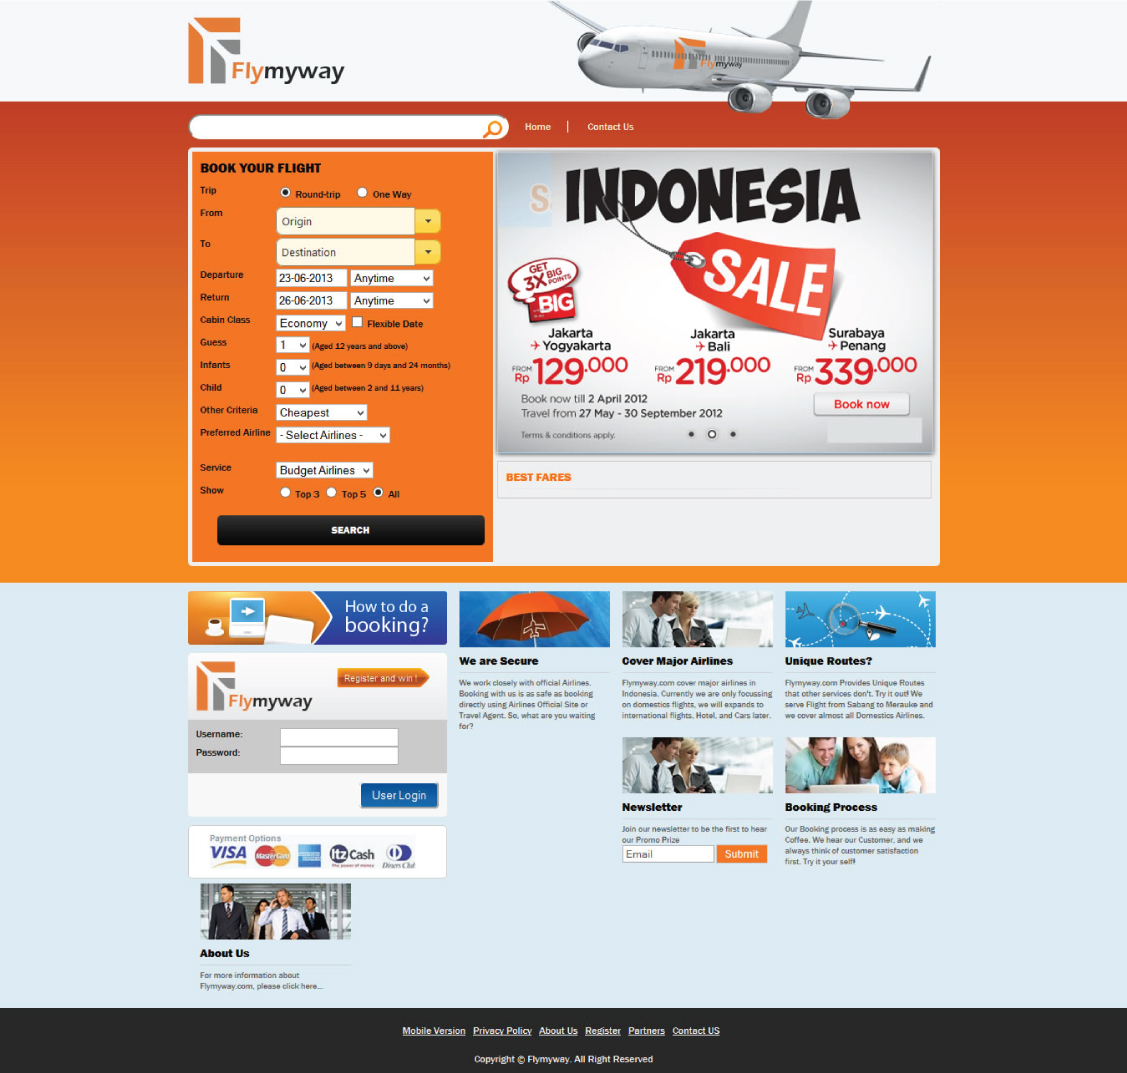 Flymyway
Flymyway
Home | Contact Us
BOOK YOUR FLIGHT
Trip Round-trip One Way
From Origin
To Destination
Departure 23-06-2013 Anytime
Return 26-06-2013 Anytime
Cabin Class Economy Flexible Date
Guess 1 (Aged 12 years and above)
Infants 0 (Aged between 9 days and 24 months)
Child 0 (Aged between 2 and 11 years)
Other Criteria Cheapest
Preferred Airline - Select Airlines -
Service Budget Airlines
Show Top 3 Top 5 All
SEARCH
INDONESIA
SALE
GET
3X BIG
POINTS
BIG
Jakarta
Yogyakarta
FROM Rp 129.000
Jakarta
Bali
FROM Rp 219.000
Surabaya
Penang
FROM Rp 339.000
Book now till 2 April 2012
Travel from 27 May - 30 September 2012
Book now
Terms & conditions apply.
BEST FARES
How to do a
booking?
Flymyway
Register and win !
Username:
Password:
User Login
Payment Options
VISA MasterCard itz Cash Diners Club
The power of money
We are Secure
We work closely with official Airlines.
Booking with us is as safe as booking
directly using Airlines Official Site or
Travel Agent. So, what are you waiting
for?
Cover Major Airlines
Flymyway.com cover major airlines in
Indonesia. Currently we are only focussing
on domestics flights, we will expands to
international flights, Hotel, and Cars later.
Unique Routes?
Flymyway.com Provides Unique Routes
that other services don't. Try it out! We
serve Flight from Sabang to Merauke and
we cover almost all Domestics Airlines.
Newsletter
Join our newsletter to be the first to hear
our Promo Prize
Email Submit
Booking Process
Our Booking process is as easy as making
Coffee. We hear our Customer, and we
always think of customer satisfaction
first. Try it your self!
About Us
For more information about
Flymyway.com, please click here...
Mobile Version Privacy Policy About Us Register Partners Contact US
Copyright © Flymyway. All Right Reserved